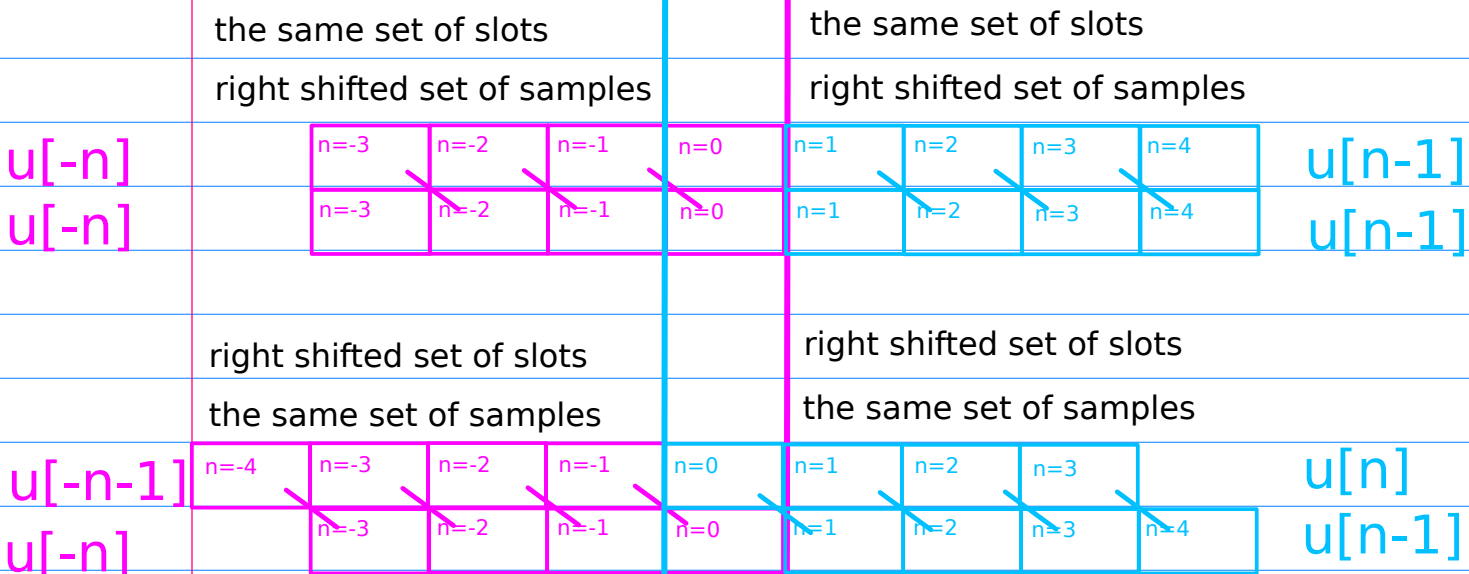 the same set of slots the same set of slots
right shifted set of samples right shifted set of samples
u[-n] n=-3 n=-2 n=-1 n=0 n=1 n=2 n=3 n=4 u[n-1]
u[-n] n=-3 n=-2 n=-1 n=0 n=1 n=2 n=3 n=4 u[n-1]
right shifted set of slots right shifted set of slots
the same set of samples the same set of samples
u[-n-1] n=-4 n=-3 n=-2 n=-1 n=0 n=1 n=2 n=3 u[n]
u[-n] n=-3 n=-2 n=-1 n=0 n=1 n=2 n=3 n=4 u[n-1]